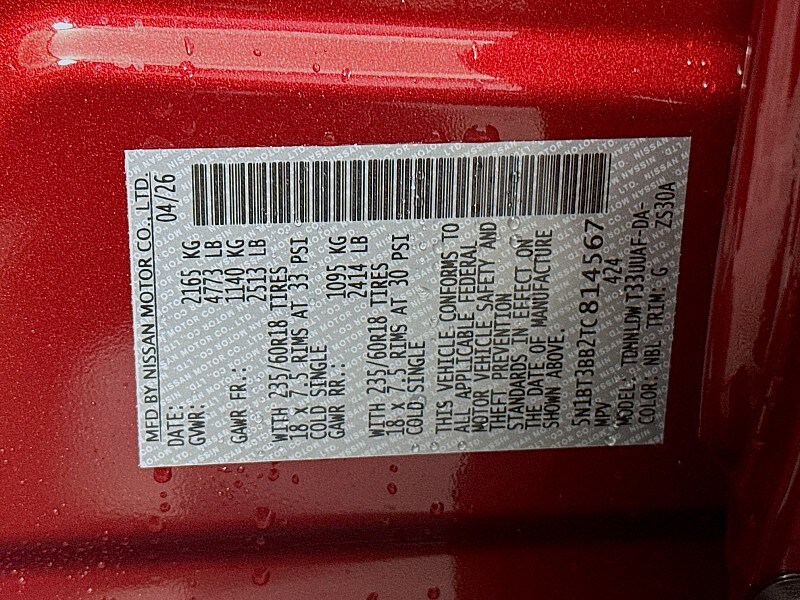 MFD BY NISSAN MOTOR CO., LTD.
DATE: 04/26
GVWR: 2165 KG
4773 LB
GAWR FR.: 1140 KG
2513 LB
WITH 235/60R18 TIRES
18 X 7.5 RIMS AT 33 PSI
COLD SINGLE
GAWR RR.: 1095 KG
2414 LB
WITH 235/60R18 TIRES
18 X 7.5 RIMS AT 30 PSI
COLD SINGLE
THIS VEHICLE CONFORMS TO
ALL APPLICABLE FEDERAL
MOTOR VEHICLE SAFETY AND
THEFT PREVENTION
STANDARDS IN EFFECT ON
THE DATE OF MANUFACTURE
SHOWN ABOVE.
5N1BT3BB2TC814567
MPV 424
MODEL: TDHNLJDW T33UUAF-DA-
COLOR: NBL TRIM: G ZS30A